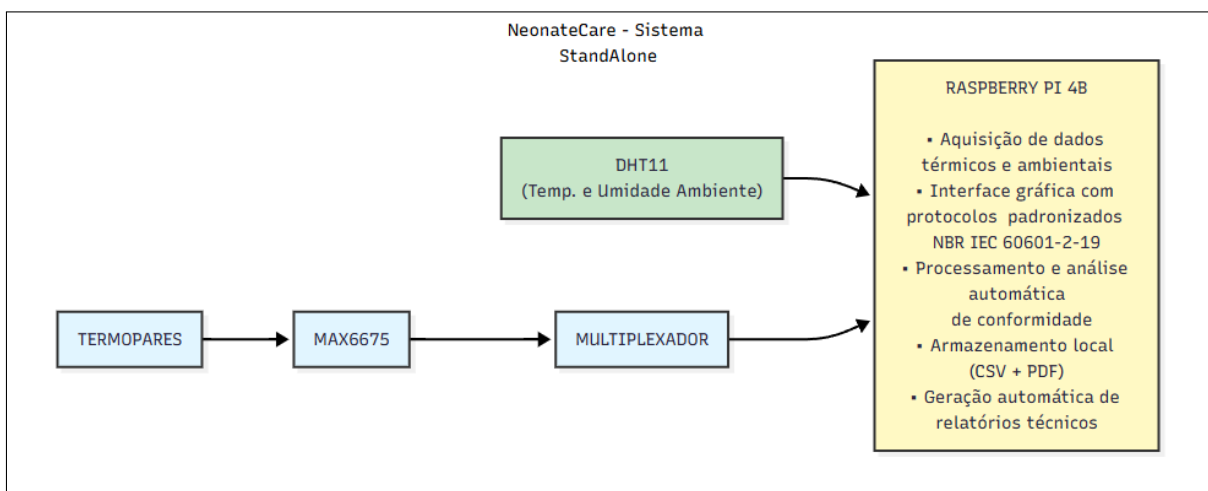 NeonateCare - Sistema
StandAlone
RASPBERRY PI 4B
▪ Aquisição de dados
térmicos e ambientais
▪ Interface gráfica com
protocolos padronizados
NBR IEC 60601-2-19
▪ Processamento e análise
automática
de conformidade
▪ Armazenamento local
(CSV + PDF)
▪ Geração automática de
relatórios técnicos
DHT11
(Temp. e Umidade Ambiente)
TERMOPARES
MAX6675
MULTIPLEXADOR